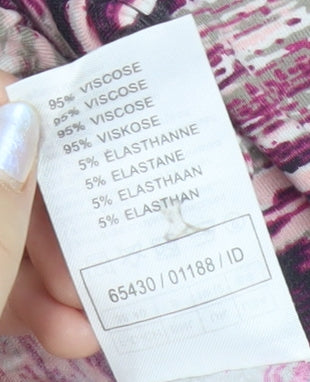 95% VISCOSE
95% VISCOSE
95% VISCOSE
95% VISKOSE
5% ÉLASTHANNE
5% ELASTANE
5% ELASTHAAN
5% ELASTHAN
65430 / 01188 / ID